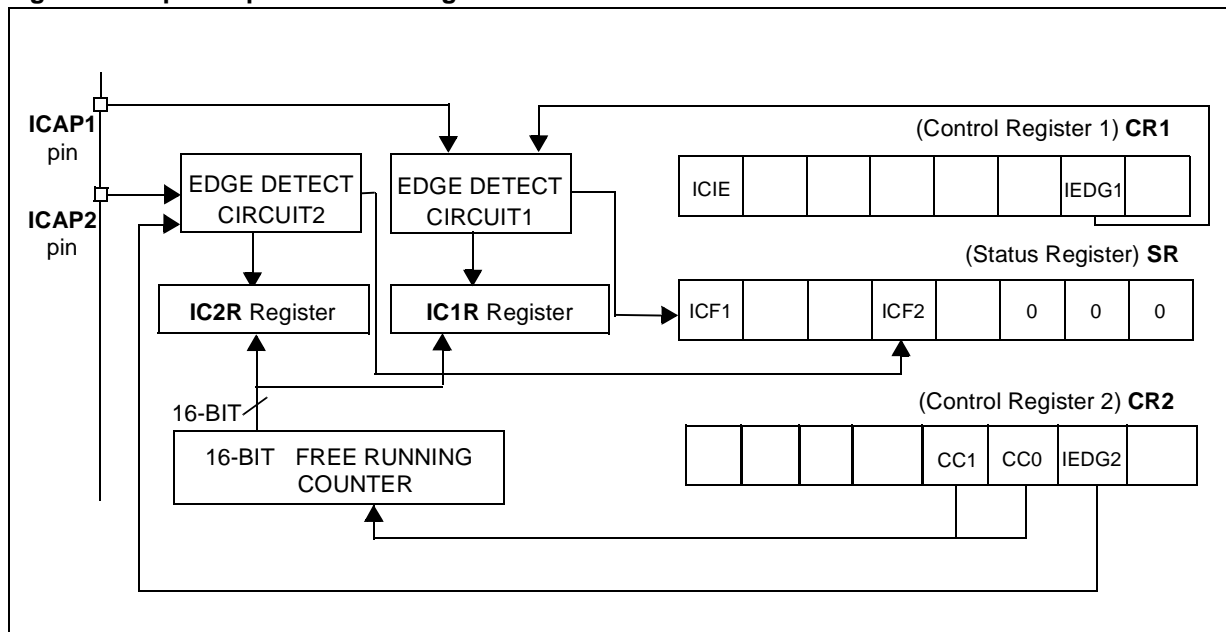 ICAP1
pin
ICAP2
pin
EDGE DETECT
CIRCUIT2
EDGE DETECT
CIRCUIT1
IC2R Register
IC1R Register
16-BIT
16-BIT FREE RUNNING
COUNTER
(Control Register 1) CR1
ICIE IEDG1
(Status Register) SR
ICF1 ICF2 0 0 0
(Control Register 2) CR2
CC1 CC0 IEDG2